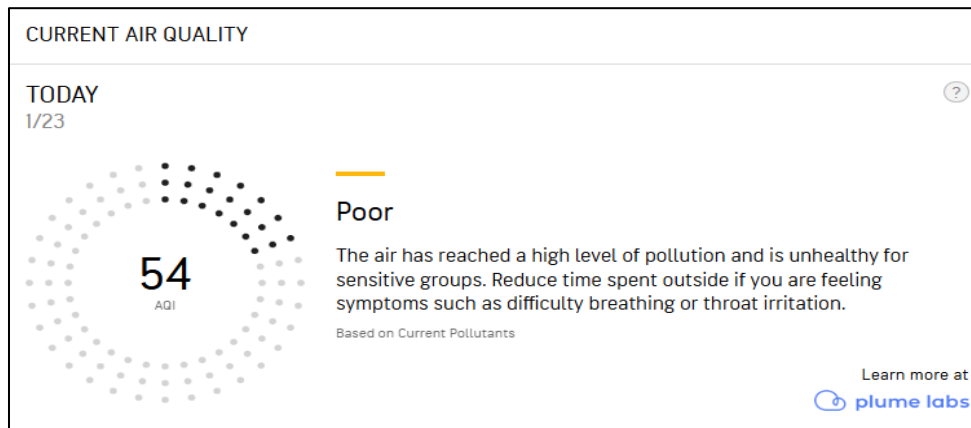 CURRENT AIR QUALITY
TODAY
?
1/23
Poor
The air has reached a high level of pollution and is unhealthy for
sensitive groups. Reduce time spent outside if you are feeling
symptoms such as difficulty breathing or throat irritation.
54
AQI
Based on Current Pollutants
Learn more at
plume labs